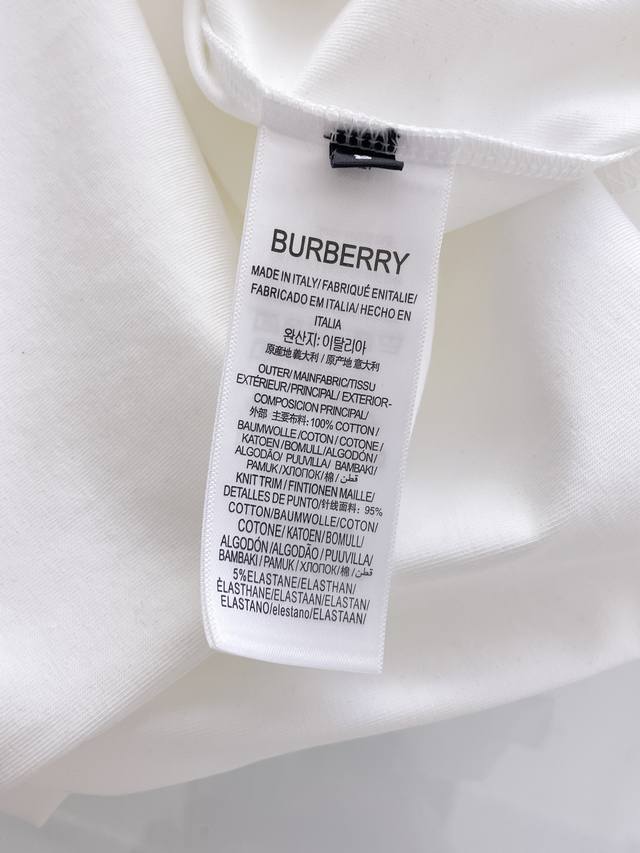 BURBERRY
MADE IN ITALY/ FABRIQUÉ ENITALIE/
FABRICADO EM ITALIA/ HECHO EN
ITALIA
완산지: 이탈리아
原産地 義大利 / 原产地 意大利
OUTER/ MAINFABRIC/TISSU
EXTÉRIEUR/PRINCIPAL/ EXTERIOR-
COMPOSICION PRINCIPAL/
外部 主要布料: 100% COTTON/
BAUMWOLLE /COTON / COTONE /
KATOEN / BOMULL/ ALGODÓN/
ALGODÃO/ PUUVILLA/ BAMBAKI/
PAMUK / ХЛОПОК/ 棉 / قطن /
KNIT TRIM / FINTIONEN MAILLE/
DETALLES DE PUNTO/针线面料: 95%
COTTON/BAUMWOLLE/COTON/
COTONE/ KATOEN/ BOMULL/
ALGODÓN /ALGODÃO / PUUVILLA/
BAMBAKI / PAMUK / ХЛОПОК/ 棉 / قطن /
5%ELASTANE/ELASTHAN/
ÉLASTHANE/ELASTAAN/ELASTAN/
ELASTANO/elestano/ELASTAAN/